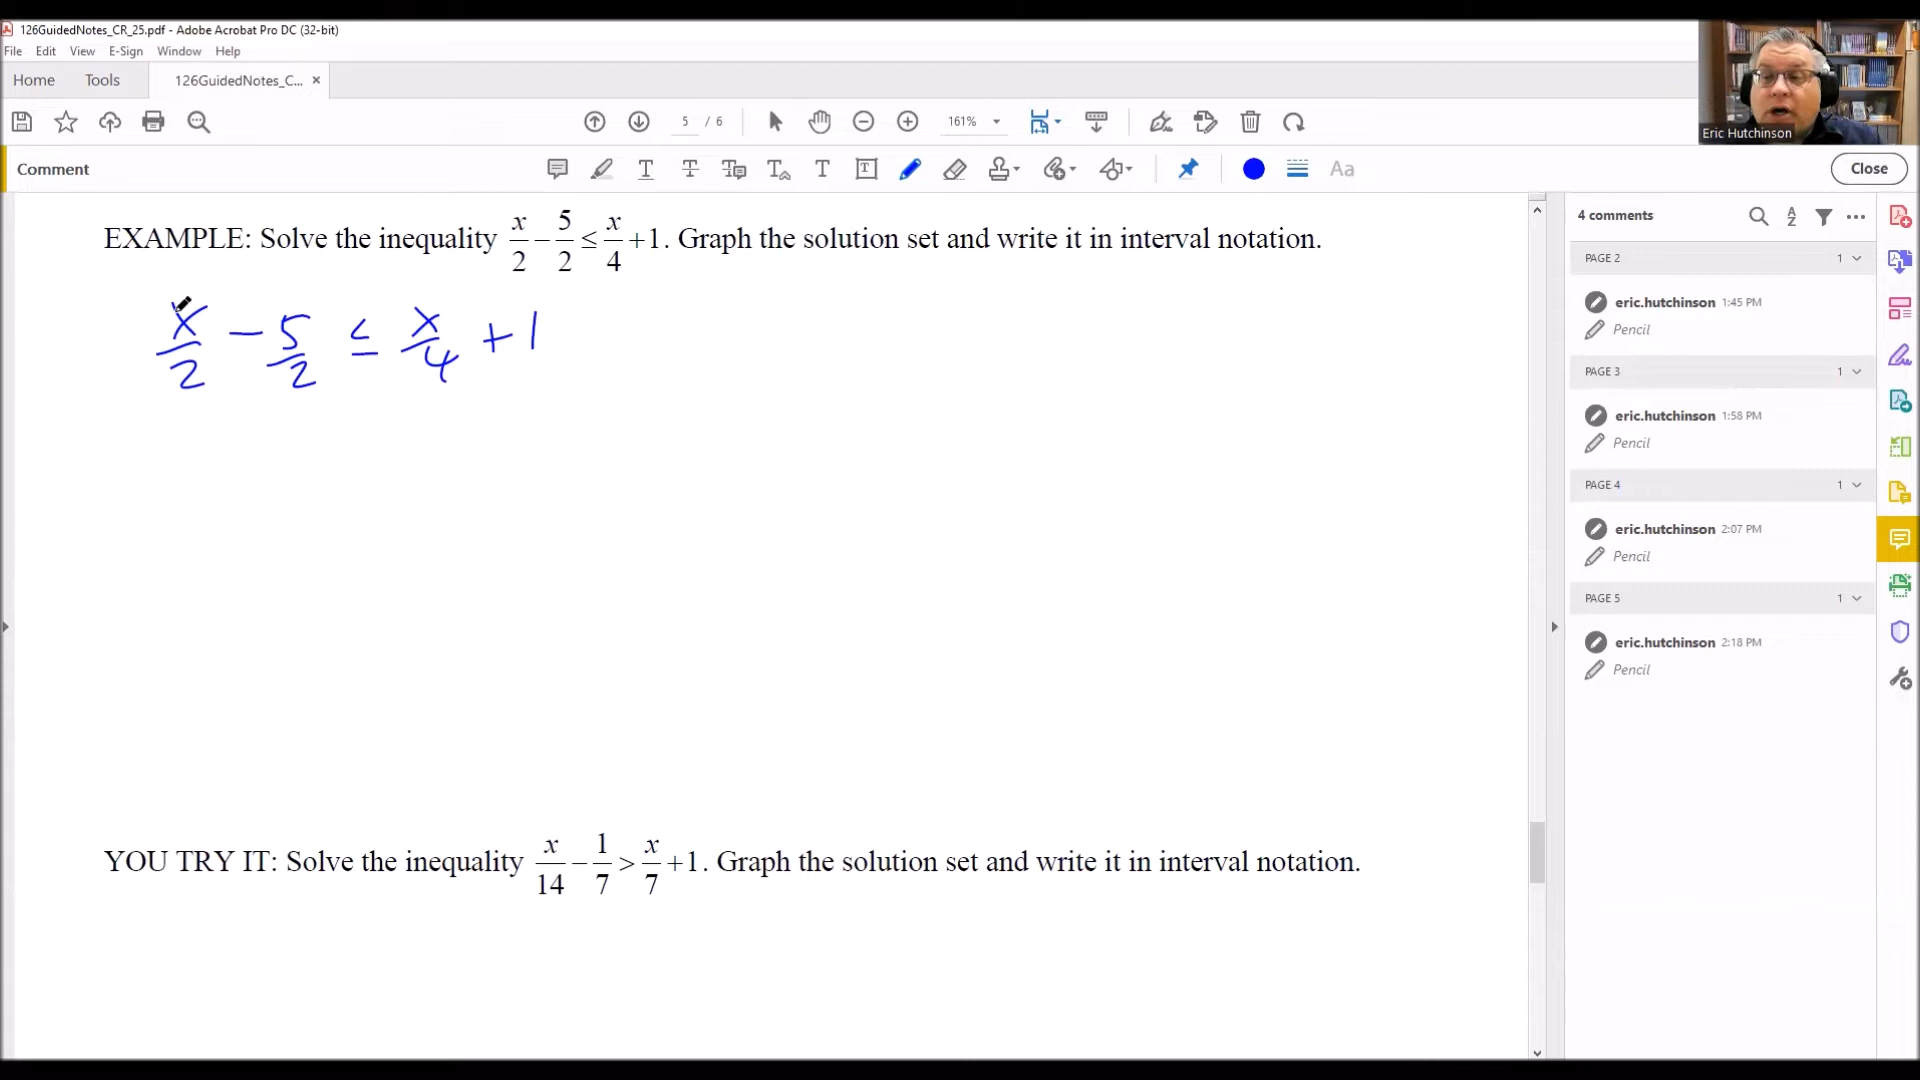 126GuidedNotes_CR_25.pdf - Adobe Acrobat Pro DC (32-bit)
File Edit View E-Sign Window Help
Home Tools 126GuidedNotes_C... ×
5 / 6 161%
Comment Aa Close
Eric Hutchinson
EXAMPLE: Solve the inequality x/2 − 5/2 ≤ x/4 + 1. Graph the solution set and write it in interval notation.
x/2 − 5/2 ≤ x/4 + 1
YOU TRY IT: Solve the inequality x/14 − 1/7 > x/7 + 1. Graph the solution set and write it in interval notation.
4 comments
PAGE 2 1
eric.hutchinson 1:45 PM
Pencil
PAGE 3 1
eric.hutchinson 1:58 PM
Pencil
PAGE 4 1
eric.hutchinson 2:07 PM
Pencil
PAGE 5 1
eric.hutchinson 2:18 PM
Pencil